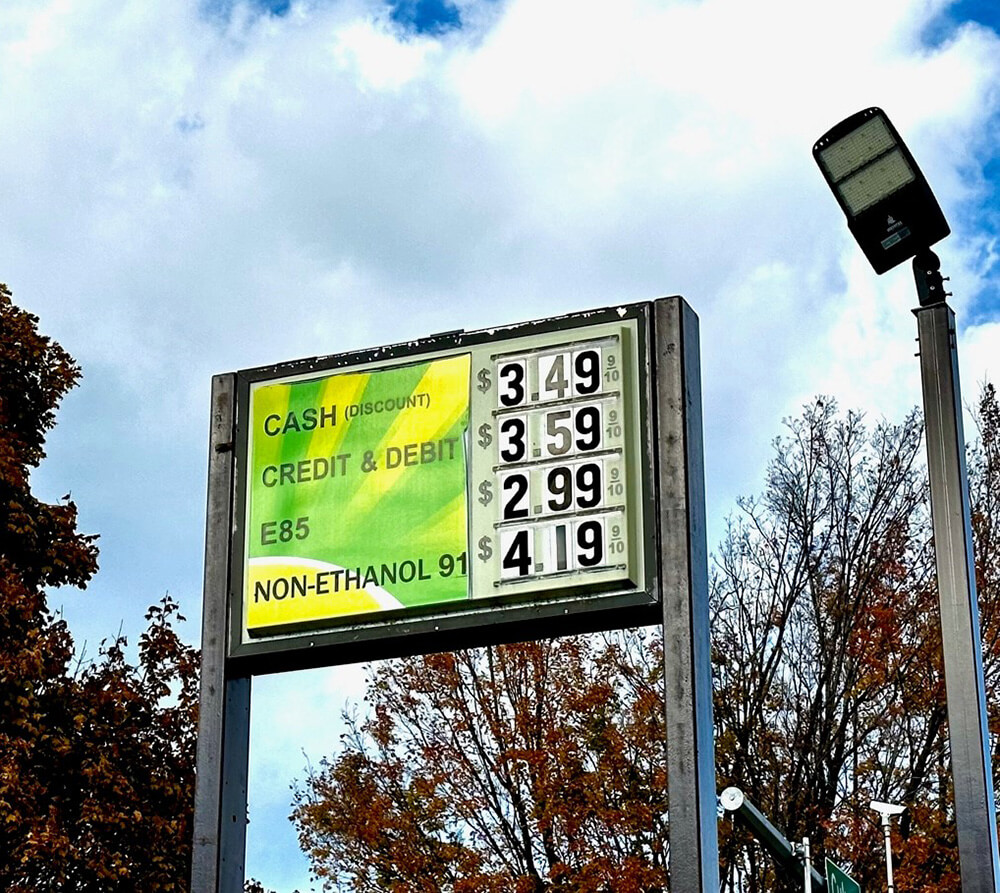 CASH (DISCOUNT) $ 3.49 9/10
CREDIT & DEBIT $ 3.59 9/10
E85 $ 2.99 9/10
NON-ETHANOL 91 $ 4.19 9/10